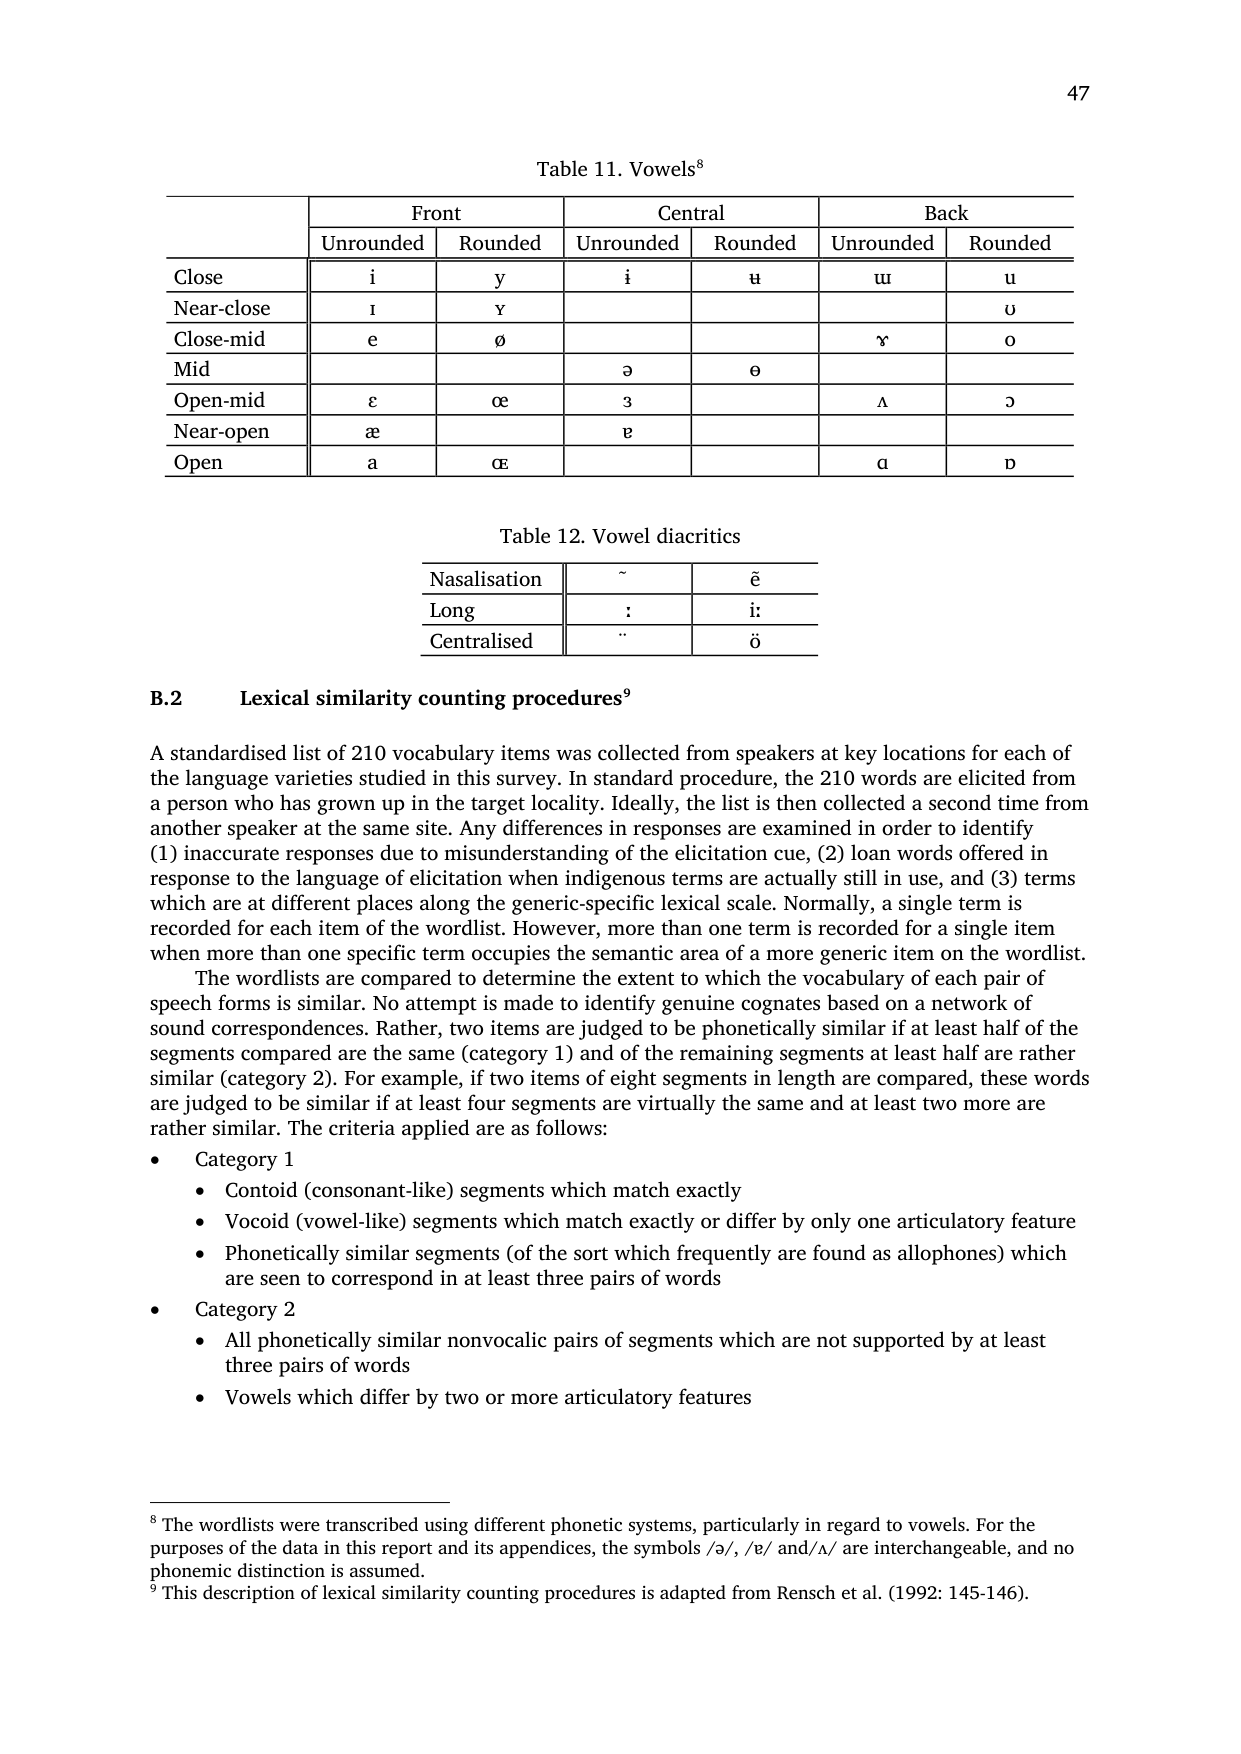 47
Table 11. Vowels⁸
Front Central Back
Unrounded Rounded Unrounded Rounded Unrounded Rounded
Close i y ɨ ʉ ɯ u
Near-close ɪ ʏ ʊ
Close-mid e ø ɤ o
Mid ə ɵ
Open-mid ɛ œ ɜ ʌ ɔ
Near-open æ ɐ
Open a ɶ ɑ ɒ
Table 12. Vowel diacritics
Nasalisation ˜ ẽ
Long ː iː
Centralised ¨ ö
B.2 Lexical similarity counting procedures⁹
A standardised list of 210 vocabulary items was collected from speakers at key locations for each of
the language varieties studied in this survey. In standard procedure, the 210 words are elicited from
a person who has grown up in the target locality. Ideally, the list is then collected a second time from
another speaker at the same site. Any differences in responses are examined in order to identify
(1) inaccurate responses due to misunderstanding of the elicitation cue, (2) loan words offered in
response to the language of elicitation when indigenous terms are actually still in use, and (3) terms
which are at different places along the generic-specific lexical scale. Normally, a single term is
recorded for each item of the wordlist. However, more than one term is recorded for a single item
when more than one specific term occupies the semantic area of a more generic item on the wordlist.
The wordlists are compared to determine the extent to which the vocabulary of each pair of
speech forms is similar. No attempt is made to identify genuine cognates based on a network of
sound correspondences. Rather, two items are judged to be phonetically similar if at least half of the
segments compared are the same (category 1) and of the remaining segments at least half are rather
similar (category 2). For example, if two items of eight segments in length are compared, these words
are judged to be similar if at least four segments are virtually the same and at least two more are
rather similar. The criteria applied are as follows:
• Category 1
• Contoid (consonant-like) segments which match exactly
• Vocoid (vowel-like) segments which match exactly or differ by only one articulatory feature
• Phonetically similar segments (of the sort which frequently are found as allophones) which
are seen to correspond in at least three pairs of words
• Category 2
• All phonetically similar nonvocalic pairs of segments which are not supported by at least
three pairs of words
• Vowels which differ by two or more articulatory features
⁸ The wordlists were transcribed using different phonetic systems, particularly in regard to vowels. For the
purposes of the data in this report and its appendices, the symbols /ə/, /ɐ/ and/ʌ/ are interchangeable, and no
phonemic distinction is assumed.
⁹ This description of lexical similarity counting procedures is adapted from Rensch et al. (1992: 145-146).